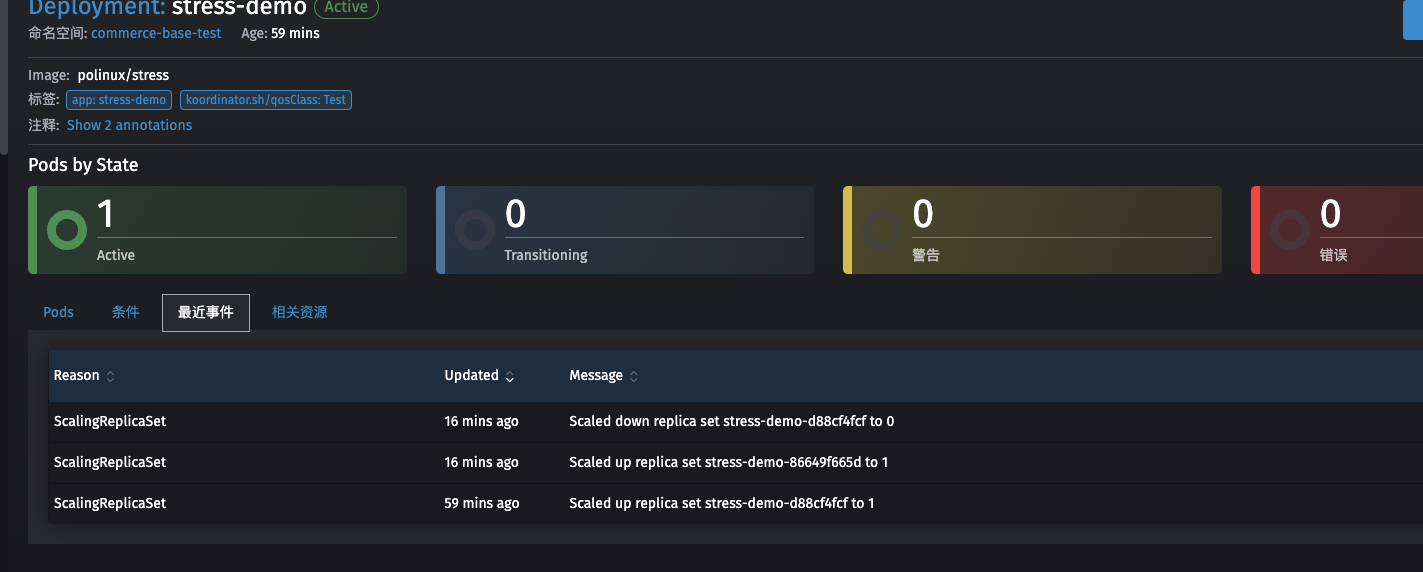 Deployment: stress-demo Active
命名空间: commerce-base-test Age: 59 mins
Image: polinux/stress
标签: app: stress-demo koordinator.sh/qosClass: Test
注释: Show 2 annotations
Pods by State
1
Active
0
Transitioning
0
警告
0
错误
Pods 条件 最近事件 相关资源
Reason Updated Message
ScalingReplicaSet 16 mins ago Scaled down replica set stress-demo-d88cf4fcf to 0
ScalingReplicaSet 16 mins ago Scaled up replica set stress-demo-86649f665d to 1
ScalingReplicaSet 59 mins ago Scaled up replica set stress-demo-d88cf4fcf to 1